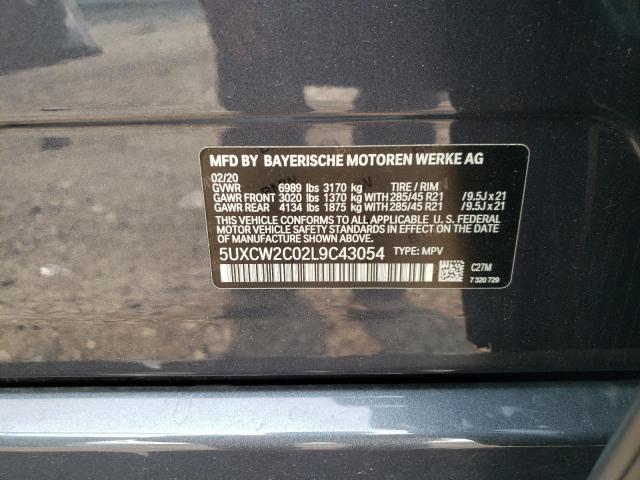 MFD BY BAYERISCHE MOTOREN WERKE AG
02/20
GVWR 6989 lbs 3170 kg TIRE / RIM
GAWR FRONT 3020 lbs 1370 kg WITH 285/45 R21 /9.5J x 21
GAWR REAR 4134 lbs 1875 kg WITH 285/45 R21 /9.5J x 21
THIS VEHICLE CONFORMS TO ALL APPLICABLE U. S. FEDERAL
MOTOR VEHICLE SAFETY STANDARDS IN EFFECT ON THE
DATE OF MANUFACTURE SHOWN ABOVE.
5UXCW2C02L9C43054 TYPE: MPV
C27M
7 320 729